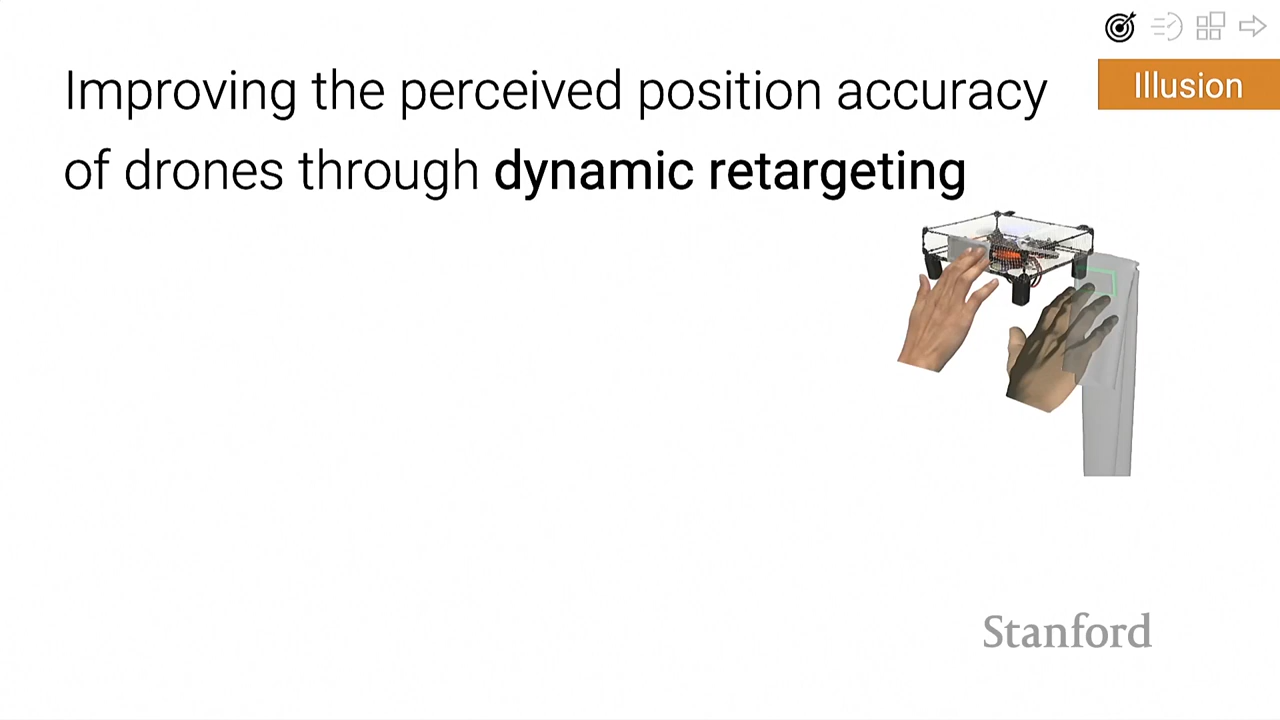 Illusion
Improving the perceived position accuracy
of drones through dynamic retargeting
Stanford